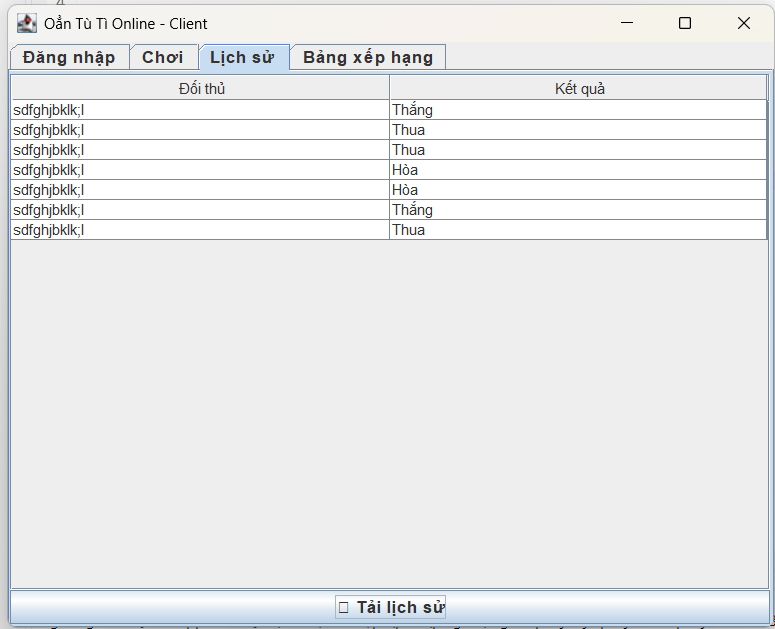 Oẳn Tù Tì Online - Client
Đăng nhập Chơi Lịch sử Bảng xếp hạng
Đối thủ Kết quả
sdfghjbklk;l Thắng
sdfghjbklk;l Thua
sdfghjbklk;l Thua
sdfghjbklk;l Hòa
sdfghjbklk;l Hòa
sdfghjbklk;l Thắng
sdfghjbklk;l Thua
Tải lịch sử